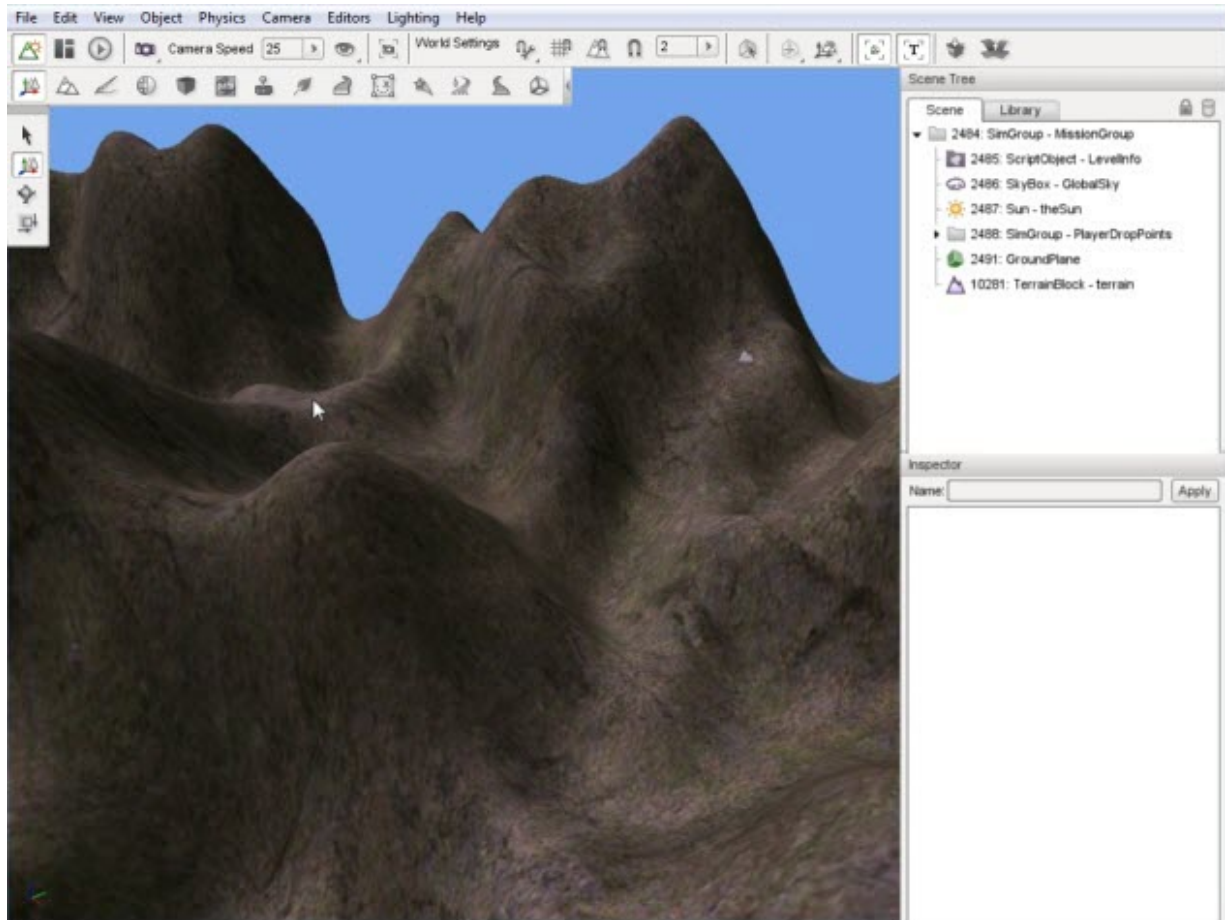 File Edit View Object Physics Camera Editors Lighting Help
Camera Speed 25 World Settings 2 T
Scene Tree
Scene Library
2484: SimGroup - MissionGroup
2485: ScriptObject - LevelInfo
2486: SkyBox - GlobalSky
2487: Sun - theSun
2488: SimGroup - PlayerDropPoints
2491: GroundPlane
10281: TerrainBlock - terrain
Inspector
Name: Apply